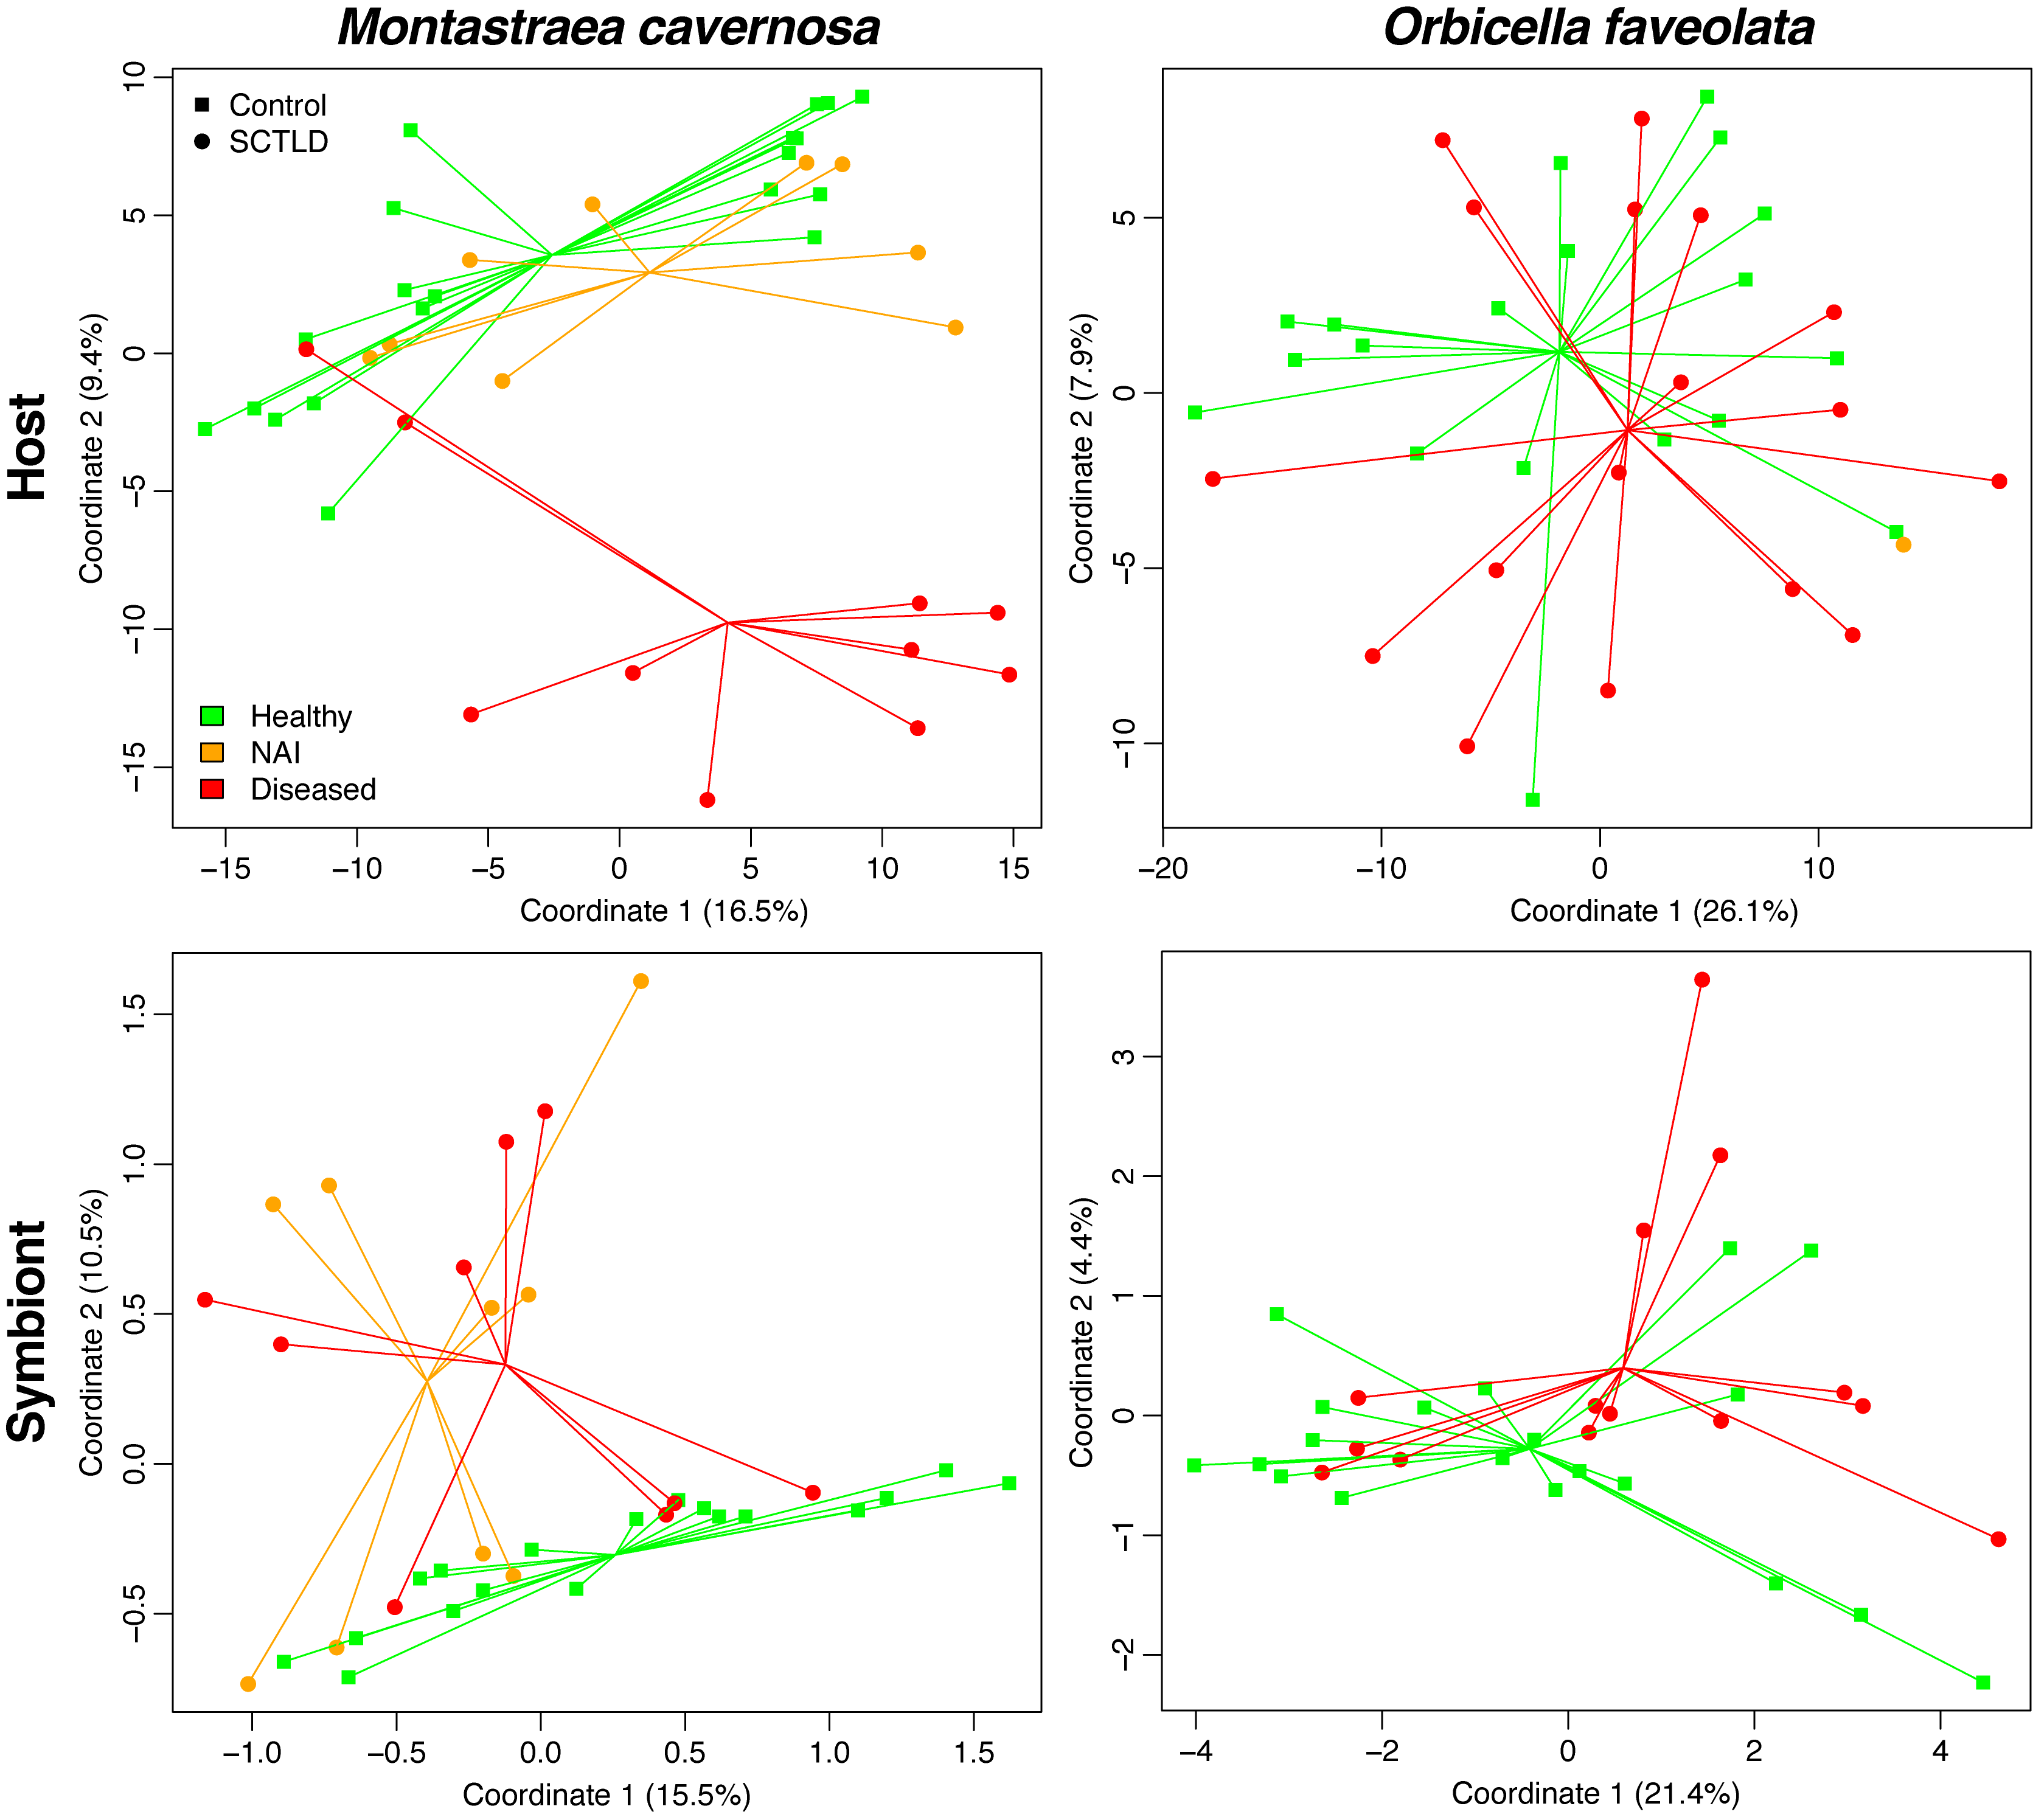 Montastraea cavernosa
Orbicella faveolata
Host
Coordinate 2 (9.4%)
10
5
0
−5
−10
−15
Control
SCTLD
Healthy
NAI
Diseased
−15
−10
−5
0
5
10
15
Coordinate 1 (16.5%)
Coordinate 2 (7.9%)
5
0
−5
−10
−20
−10
0
10
Coordinate 1 (26.1%)
Symbiont
Coordinate 2 (10.5%)
1.5
1.0
0.5
0.0
−0.5
−1.0
−0.5
0.0
0.5
1.0
1.5
Coordinate 1 (15.5%)
Coordinate 2 (4.4%)
3
2
1
0
−1
−2
−4
−2
0
2
4
Coordinate 1 (21.4%)